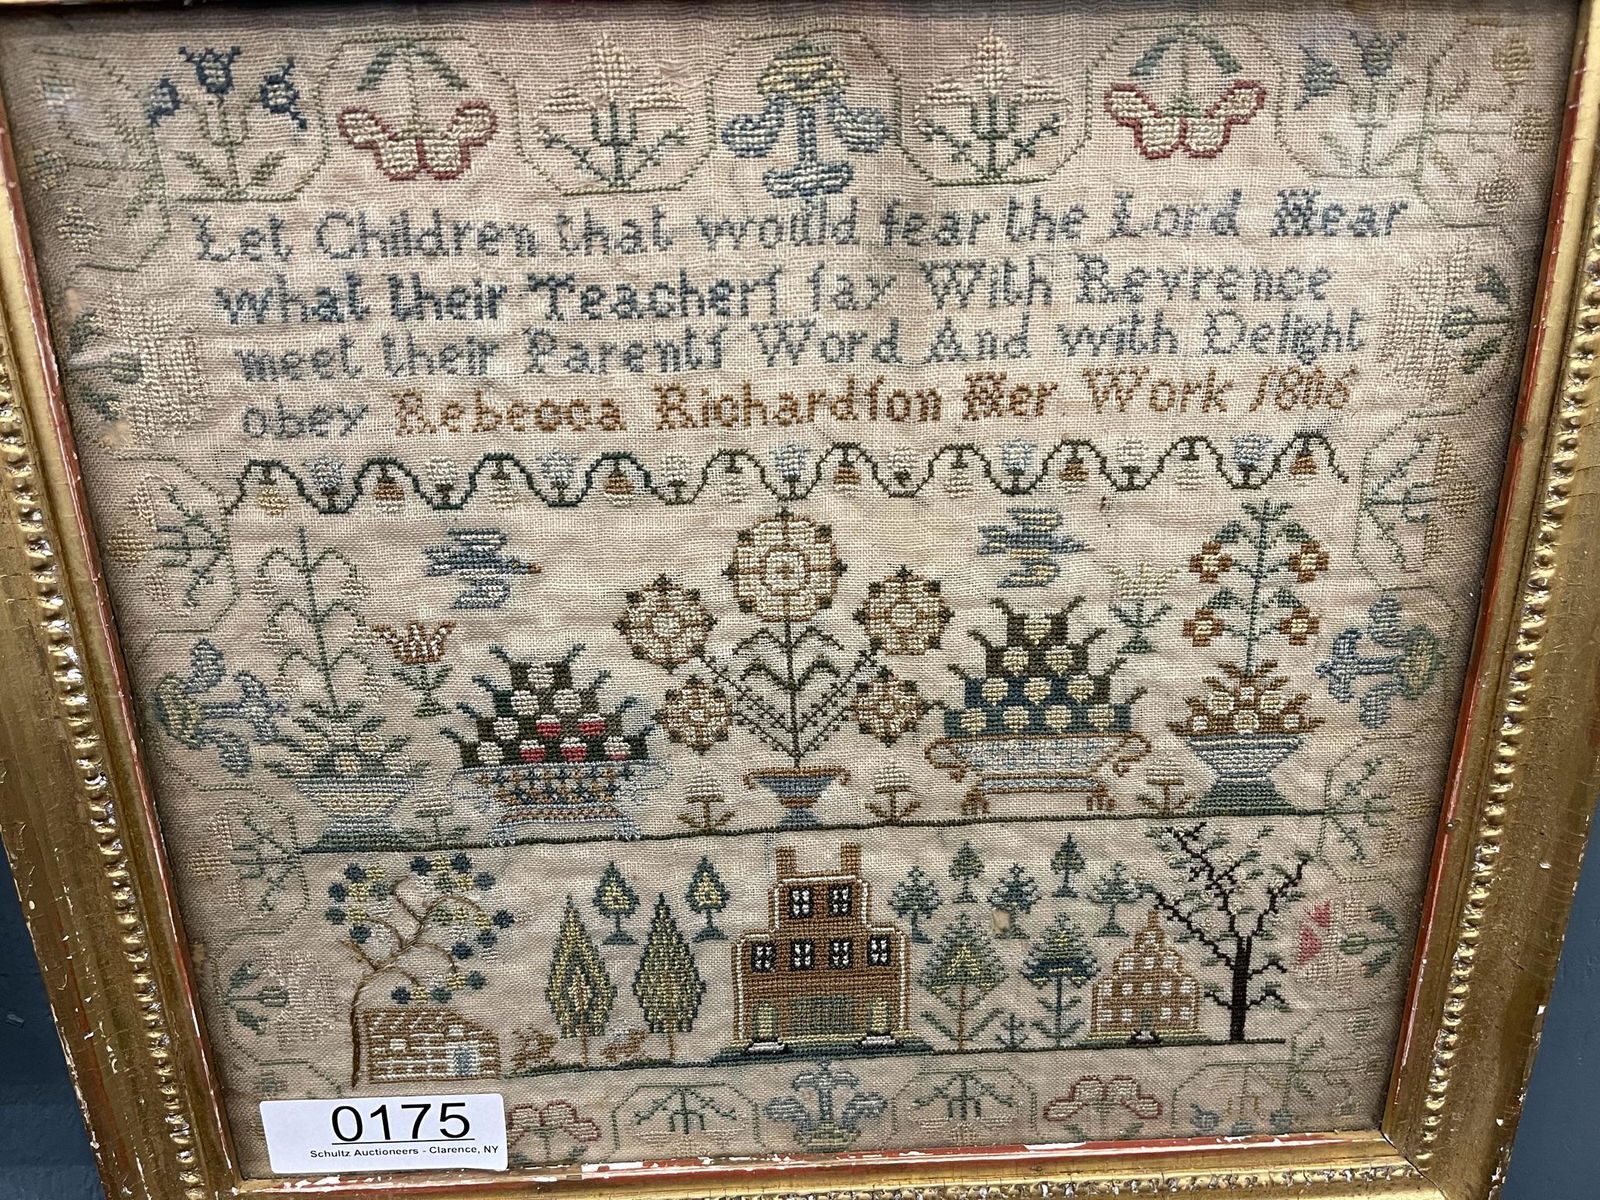 Let Children that would fear the Lord Hear
what their Teacherſ ſay With Revrence
meet their Parentſ Word And with Delight
obey Rebecca Richardſon Her Work 1806
0175
Schultz Auctioneers - Clarence, NY